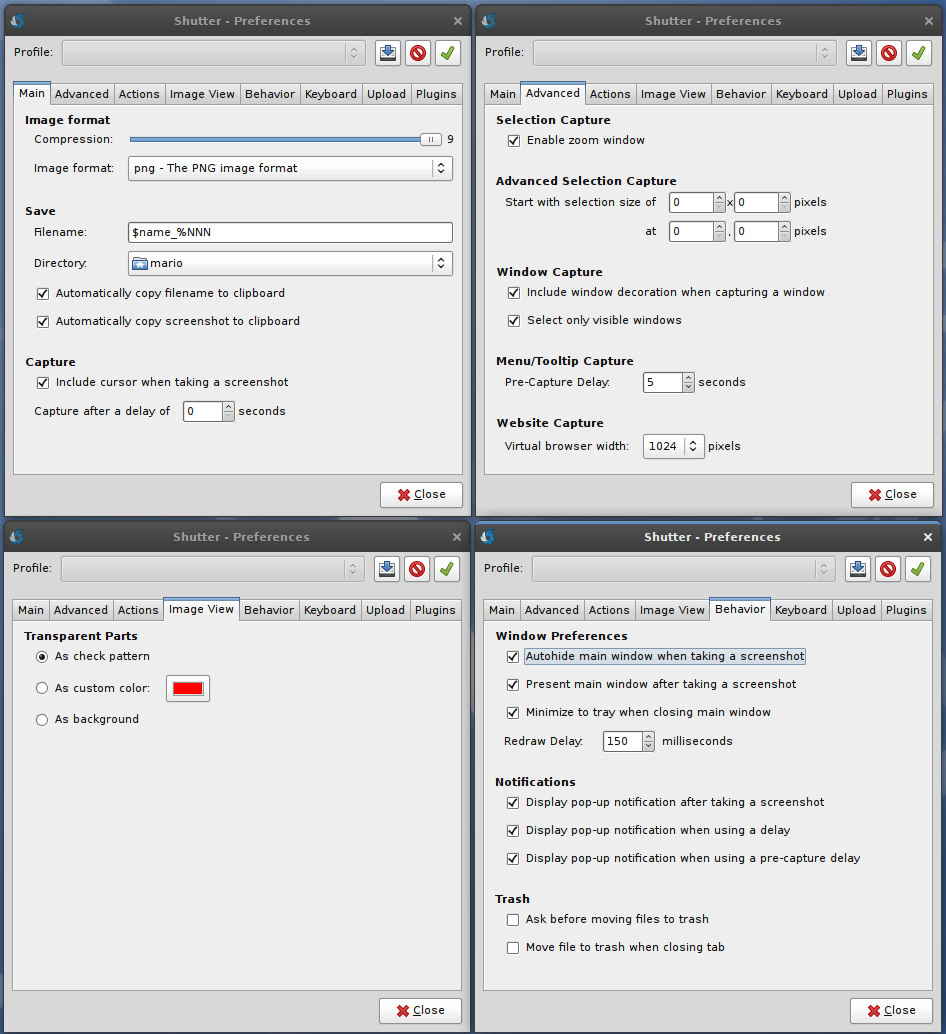 Shutter - Preferences
Profile:
Main Advanced Actions Image View Behavior Keyboard Upload Plugins
Image format
Compression: 9
Image format: png - The PNG image format
Save
Filename: $name_%NNN
Directory: mario
Automatically copy filename to clipboard
Automatically copy screenshot to clipboard
Capture
Include cursor when taking a screenshot
Capture after a delay of 0 seconds
Close
Shutter - Preferences
Profile:
Main Advanced Actions Image View Behavior Keyboard Upload Plugins
Selection Capture
Enable zoom window
Advanced Selection Capture
Start with selection size of 0 x 0 pixels
at 0 , 0 pixels
Window Capture
Include window decoration when capturing a window
Select only visible windows
Menu/Tooltip Capture
Pre-Capture Delay: 5 seconds
Website Capture
Virtual browser width: 1024 pixels
Close
Shutter - Preferences
Profile:
Main Advanced Actions Image View Behavior Keyboard Upload Plugins
Transparent Parts
As check pattern
As custom color:
As background
Close
Shutter - Preferences
Profile:
Main Advanced Actions Image View Behavior Keyboard Upload Plugins
Window Preferences
Autohide main window when taking a screenshot
Present main window after taking a screenshot
Minimize to tray when closing main window
Redraw Delay: 150 milliseconds
Notifications
Display pop-up notification after taking a screenshot
Display pop-up notification when using a delay
Display pop-up notification when using a pre-capture delay
Trash
Ask before moving files to trash
Move file to trash when closing tab
Close